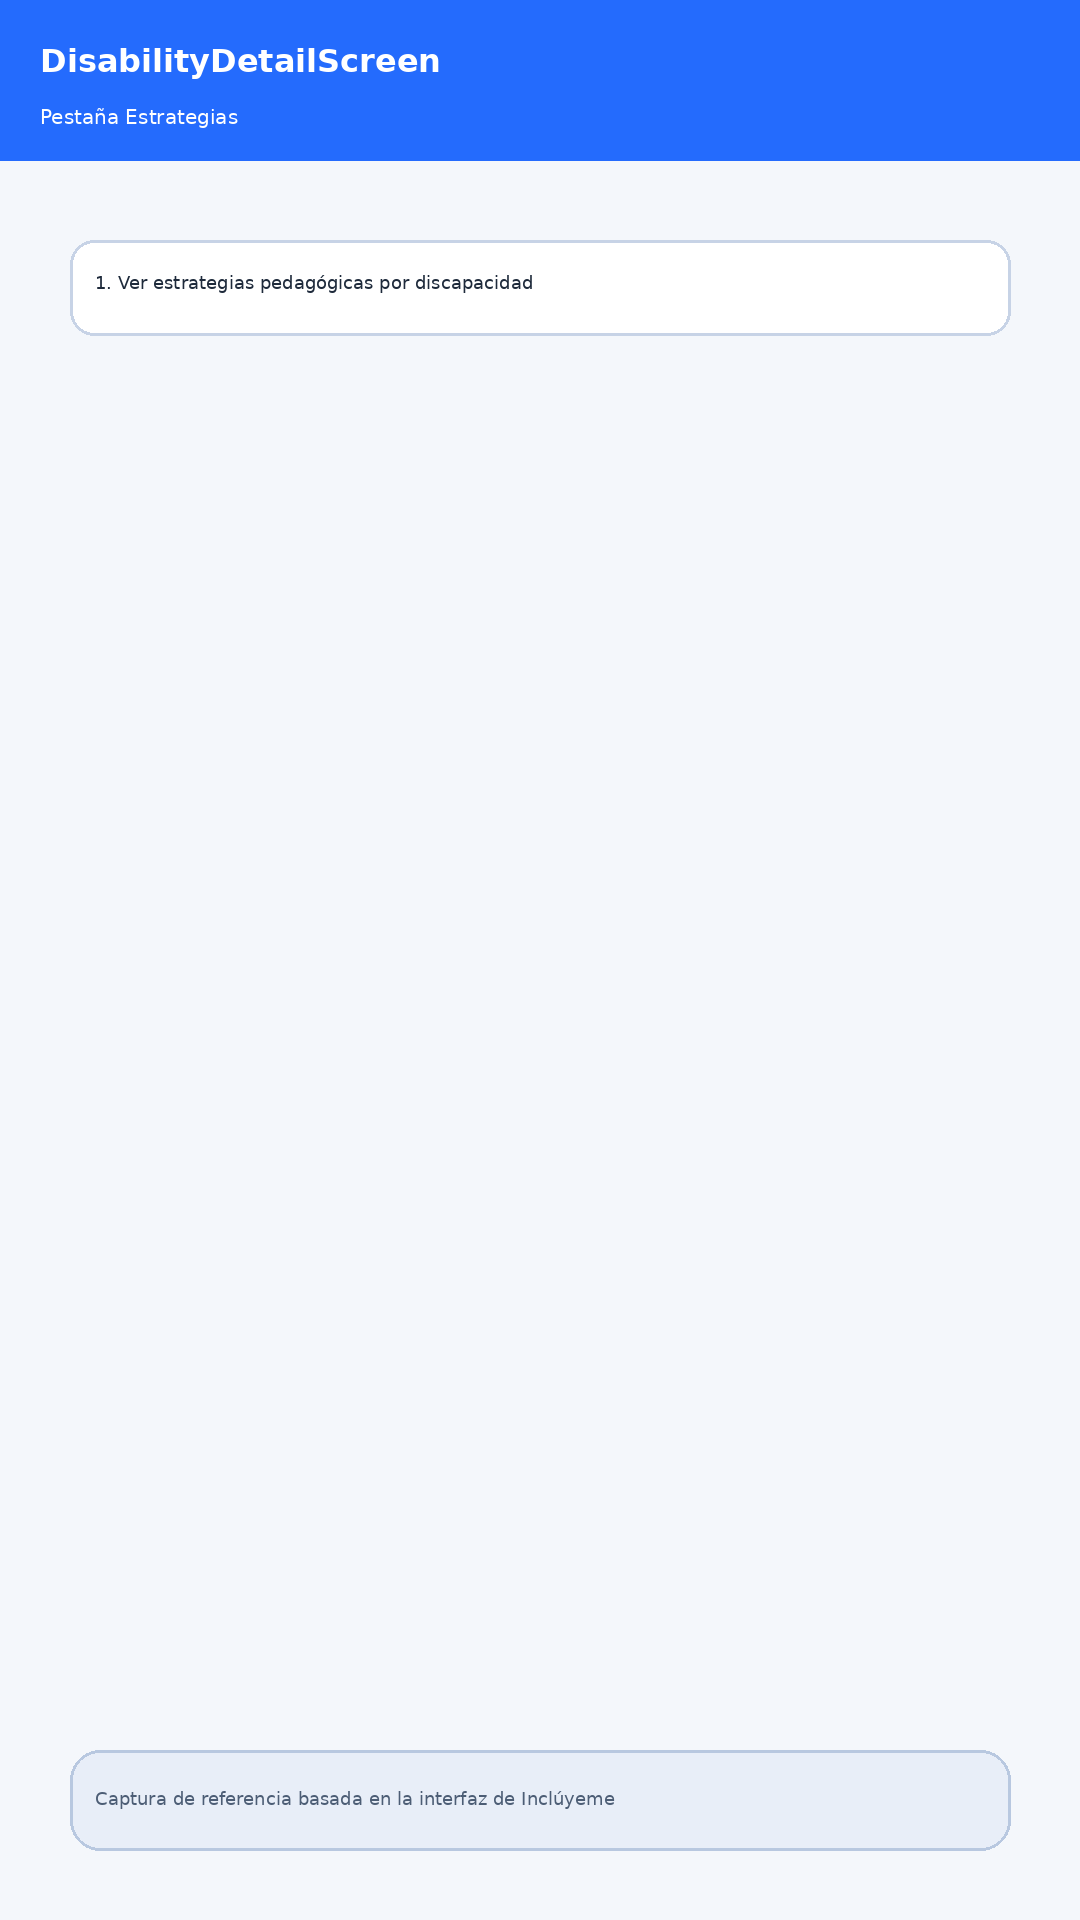 DisabilityDetailScreen
Pestaña Estrategias
1. Ver estrategias pedagógicas por discapacidad
Captura de referencia basada en la interfaz de Inclúyeme